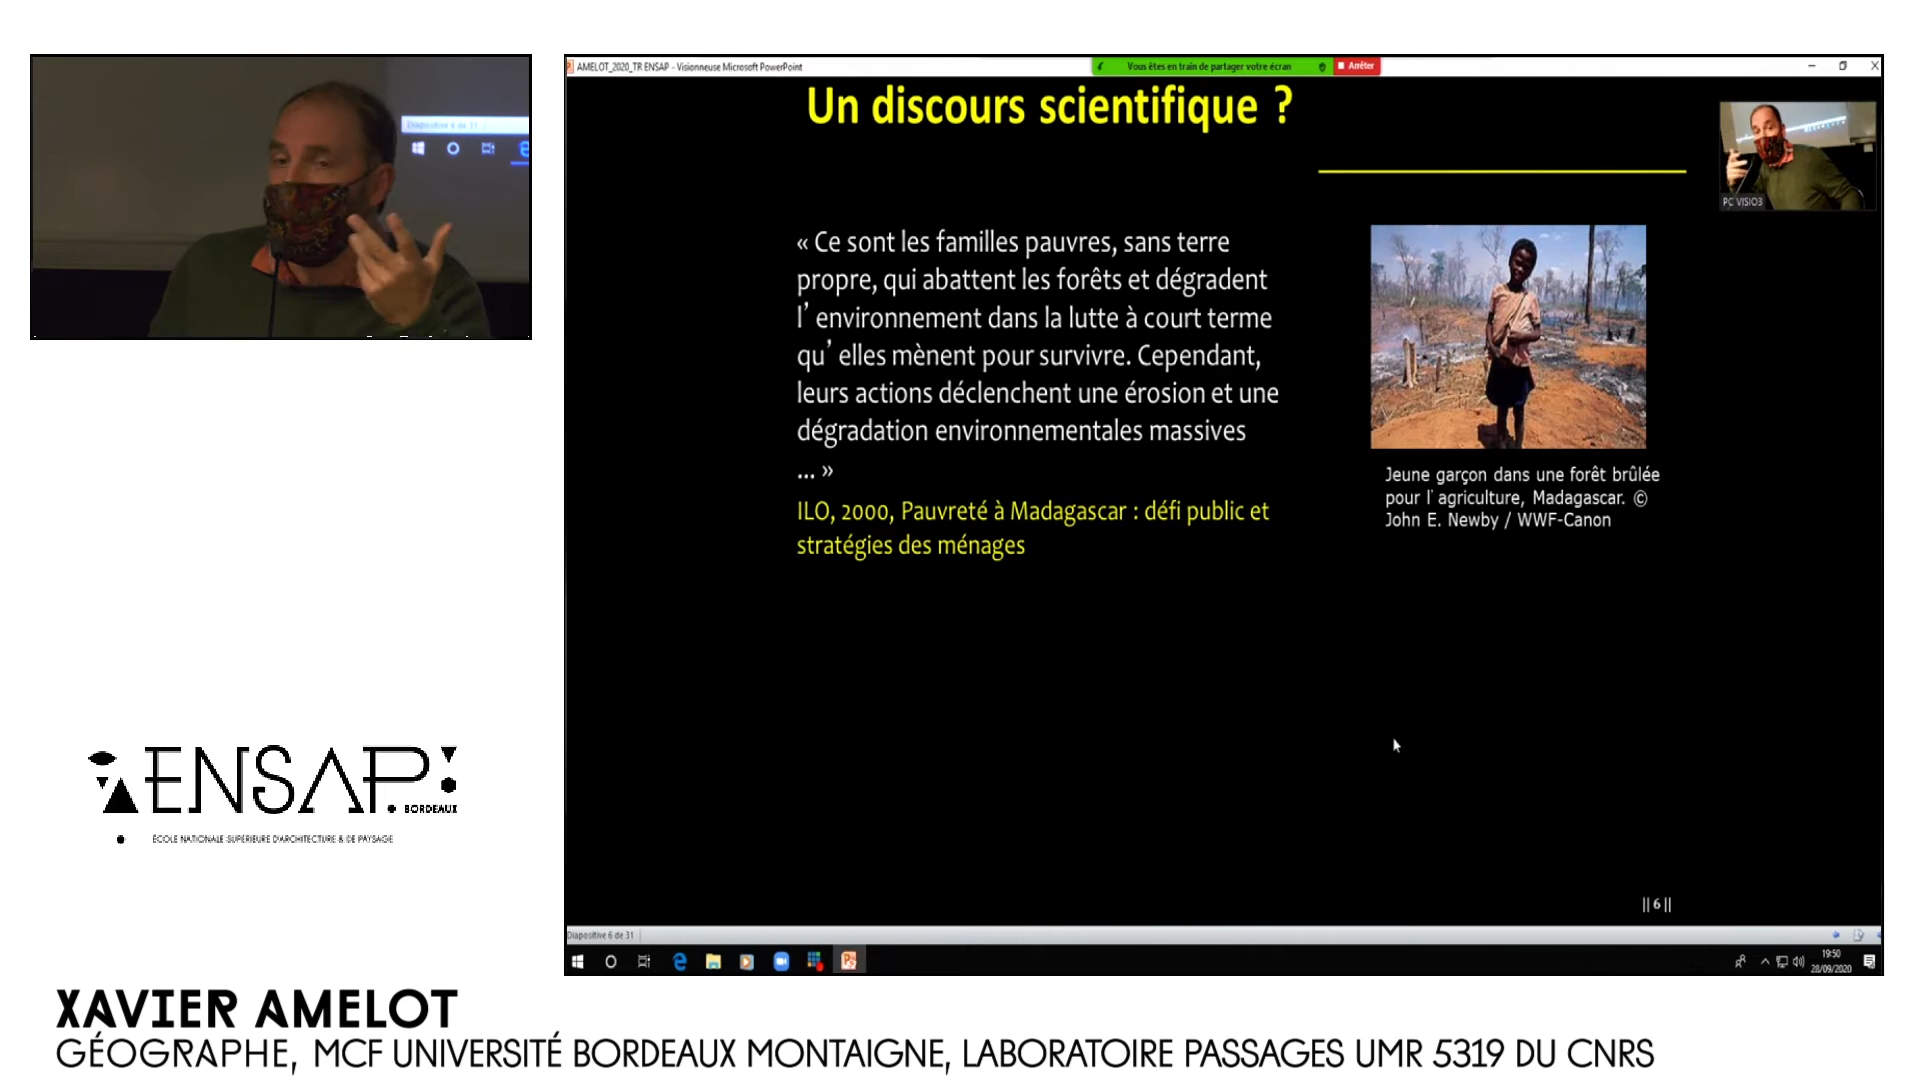 AMELOT_2020_TR ENSAP - Visionneuse Microsoft PowerPoint
Vous êtes en train de partager votre écran
Arrêter
Diapositive 6 de 31
Un discours scientifique ?
PC VISIO3
« Ce sont les familles pauvres, sans terre
propre, qui abattent les forêts et dégradent
l’environnement dans la lutte à court terme
qu’elles mènent pour survivre. Cependant,
leurs actions déclenchent une érosion et une
dégradation environnementales massives
... »
ILO, 2000, Pauvreté à Madagascar : défi public et
stratégies des ménages
Jeune garçon dans une forêt brûlée
pour l’agriculture, Madagascar. ©
John E. Newby / WWF-Canon
|| 6 ||
Diapositive 6 de 31
19:50
28/09/2020
ENSAP.
BORDEAUX
ÉCOLE NATIONALE SUPÉRIEURE D'ARCHITECTURE & DE PAYSAGE
XAVIER AMELOT
GÉOGRAPHE, MCF UNIVERSITÉ BORDEAUX MONTAIGNE, LABORATOIRE PASSAGES UMR 5319 DU CNRS